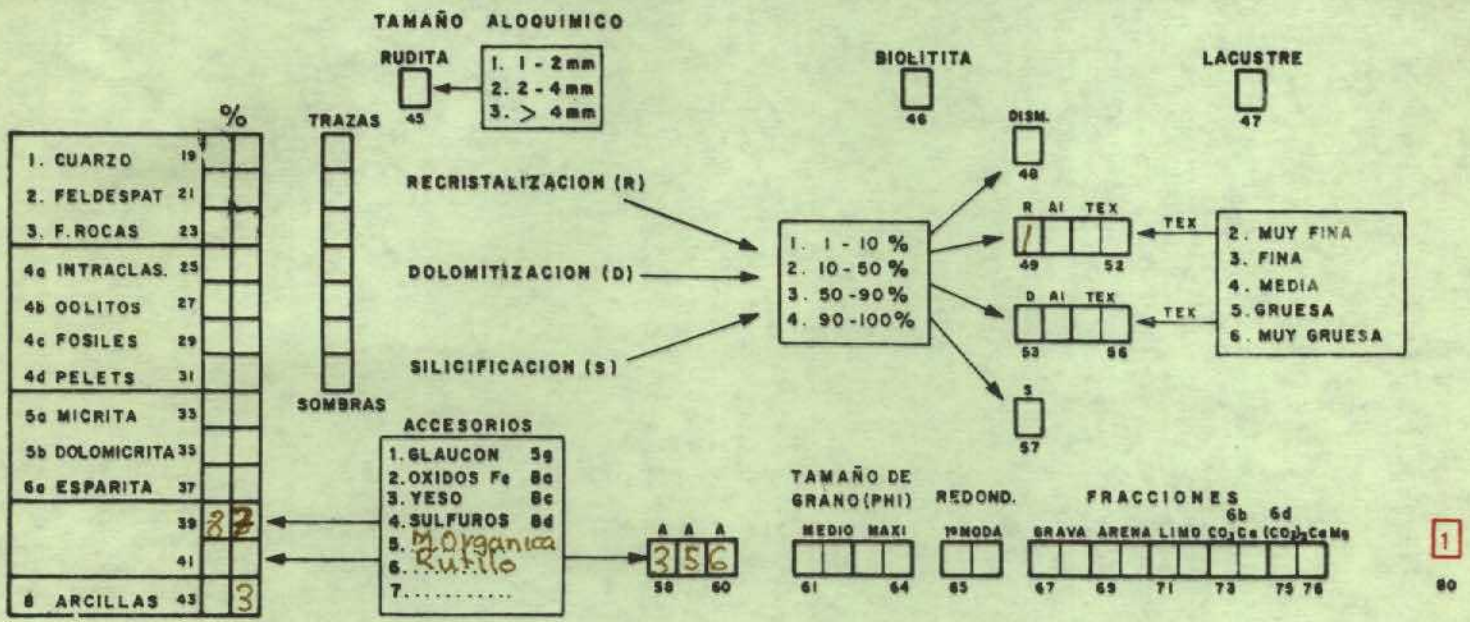 TAMAÑO ALOQUIMICO
RUDITA
1. 1 - 2mm
2. 2 - 4mm
3. > 4mm
45
BIOLITITA
46
LACUSTRE
47
%
TRAZAS
1. CUARZO 19
2. FELDESPAT 21
3. F. ROCAS 23
4a INTRACLAS. 25
4b OOLITOS 27
4c FOSILES 29
4d PELETS 31
5a MICRITA 33
5b DOLOMICRITA 35
6a ESPARITA 37
39
41
8 ARCILLAS 43 3
SOMBRAS
RECRISTALIZACION (R)
DOLOMITIZACION (D)
SILICIFICACION (S)
1. 1 - 10 %
2. 10 - 50 %
3. 50 - 90 %
4. 90 - 100%
DISM.
48
R AI TEX
1
49 52
D AI TEX
53 56
S
57
TEX
TEX
2. MUY FINA
3. FINA
4. MEDIA
5. GRUESA
6. MUY GRUESA
ACCESORIOS
1. GLAUCON 5g
2. OXIDOS Fe 8a
3. YESO 8c
4. SULFUROS 8d
5. M.Organica
6. Rutilo
7. ..........
A A A
3 5 6
58 60
TAMAÑO DE
GRANO (PHI)
MEDIO MAXI
61 64
REDOND.
1ª MODA
65
FRACCIONES
6b 6d
GRAVA ARENA LIMO CO₃Ca (CO₃)₂CaMg
67 69 71 73 75 76
1
80